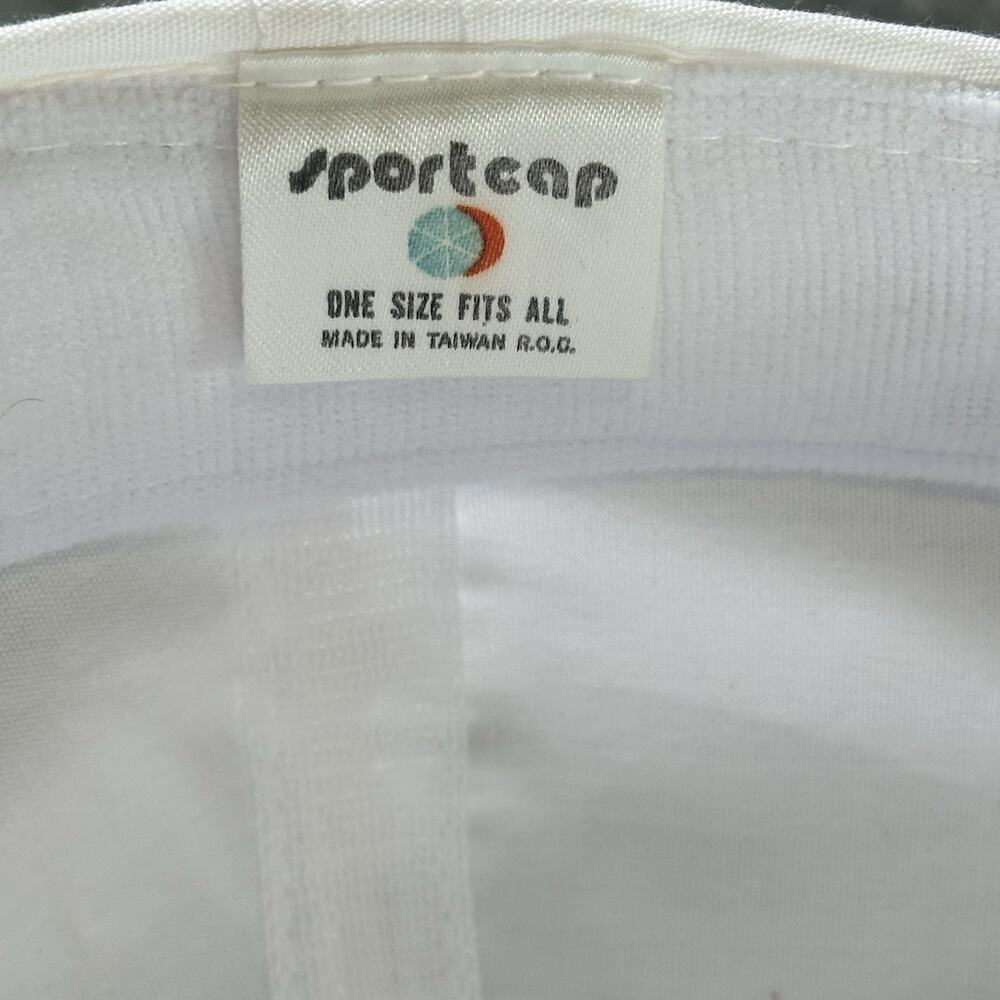 sportcap
ONE SIZE FITS ALL
MADE IN TAIWAN R.O.C.